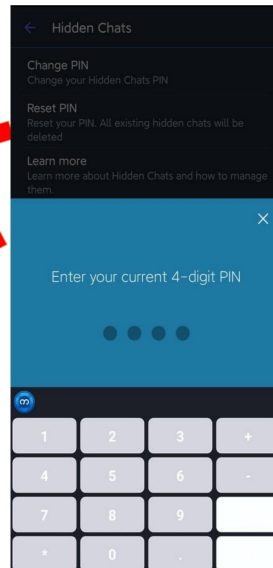 ← Hidden Chats
Change PIN
Change your Hidden Chats PIN
Reset PIN
Reset your PIN. All existing hidden chats will be
deleted
Learn more
Learn more about Hidden Chats and how to manage
them.
X
Enter your current 4-digit PIN
1 2 3 +
4 5 6 -
7 8 9
* 0 .